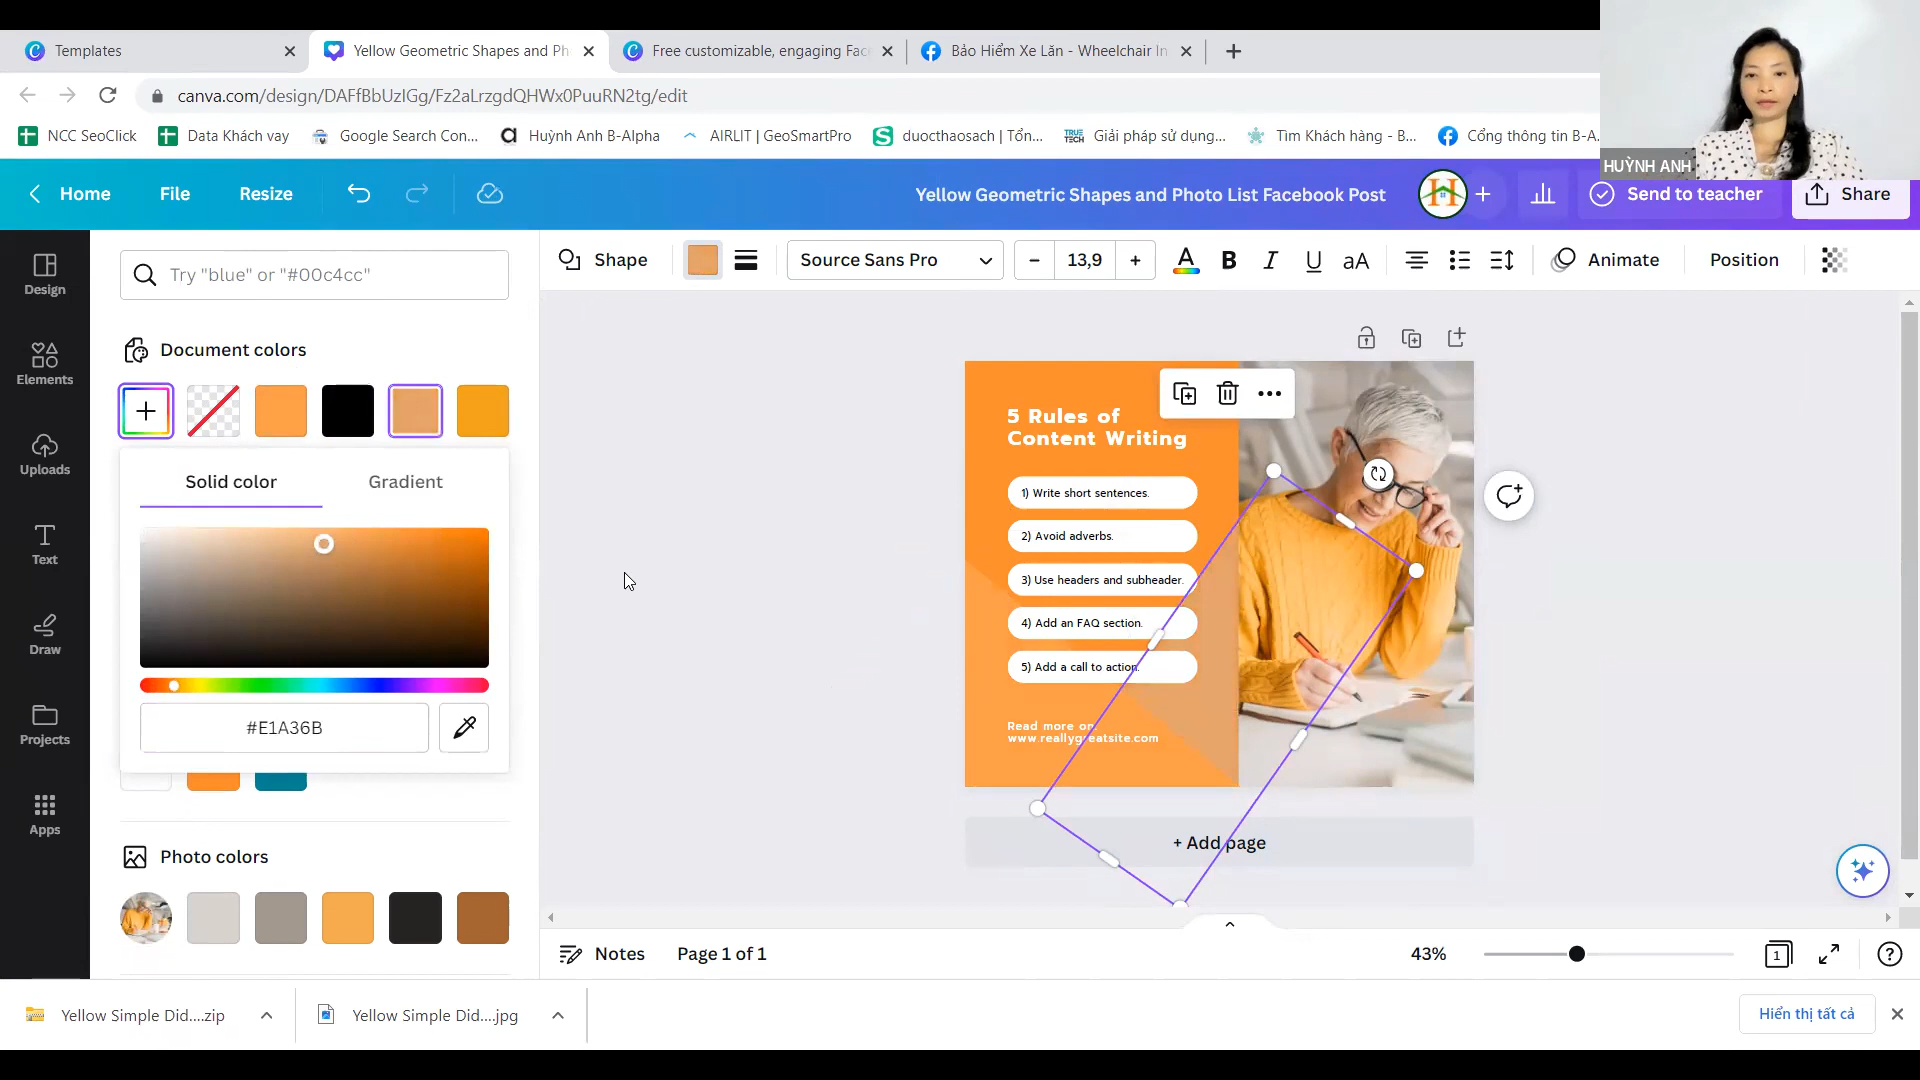 Templates
Yellow Geometric Shapes and Ph
Free customizable, engaging Fac
Bảo Hiểm Xe Lăn - Wheelchair In
canva.com/design/DAFfBbUzIGg/Fz2aLrzgdQHWx0PuuRN2tg/edit
NCC SeoClick
Data Khách vay
Google Search Con...
Huỳnh Anh B-Alpha
AIRLIT | GeoSmartPro
duocthaosach | Tổn...
TRUE TECH
Giải pháp sử dụng...
Tìm Khách hàng - B...
Cổng thông tin B-A
HUỲNH ANH
Home
File
Resize
Yellow Geometric Shapes and Photo List Facebook Post
Send to teacher
Share
Design
Elements
Uploads
Text
Draw
Projects
Apps
Try "blue" or "#00c4cc"
Document colors
Solid color
Gradient
#E1A36B
Photo colors
Shape
Source Sans Pro
13,9
A
B
I
U
aA
Animate
Position
5 Rules of
Content Writing
1) Write short sentences.
2) Avoid adverbs.
3) Use headers and subheader.
4) Add an FAQ section.
5) Add a call to action.
Read more on
www.reallygreatsite.com
+ Add page
Notes
Page 1 of 1
43%
1
Yellow Simple Did....zip
Yellow Simple Did....jpg
Hiển thị tất cả